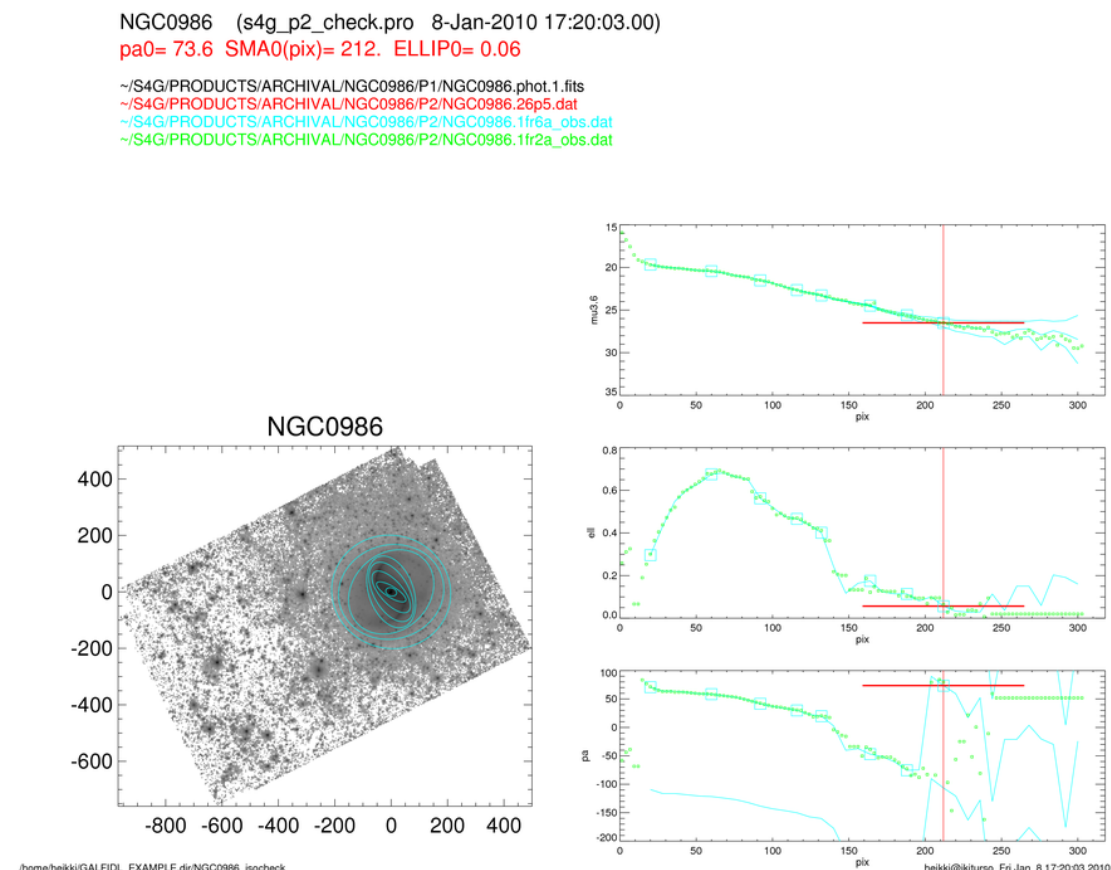 NGC0986 (s4g_p2_check.pro 8-Jan-2010 17:20:03.00)
pa0= 73.6 SMA0(pix)= 212. ELLIP0= 0.06
~/S4G/PRODUCTS/ARCHIVAL/NGC0986/P1/NGC0986.phot.1.fits
~/S4G/PRODUCTS/ARCHIVAL/NGC0986/P2/NGC0986.26p5.dat
~/S4G/PRODUCTS/ARCHIVAL/NGC0986/P2/NGC0986.1fr6a_obs.dat
~/S4G/PRODUCTS/ARCHIVAL/NGC0986/P2/NGC0986.1fr2a_obs.dat
15
20
25
30
35
mu3.6
0 50 100 150 200 250 300
pix
NGC0986
400
200
0
-200
-400
-600
-800 -600 -400 -200 0 200 400
0.8
0.6
0.4
0.2
0.0
ell
0 50 100 150 200 250 300
pix
100
50
0
-50
-100
-150
-200
pa
0 50 100 150 200 250 300
pix
/home/heikki/GALFIDL_EXAMPLE.dir/NGC0986_isocheck
heikki@ikiturso Fri Jan 8 17:20:03 2010